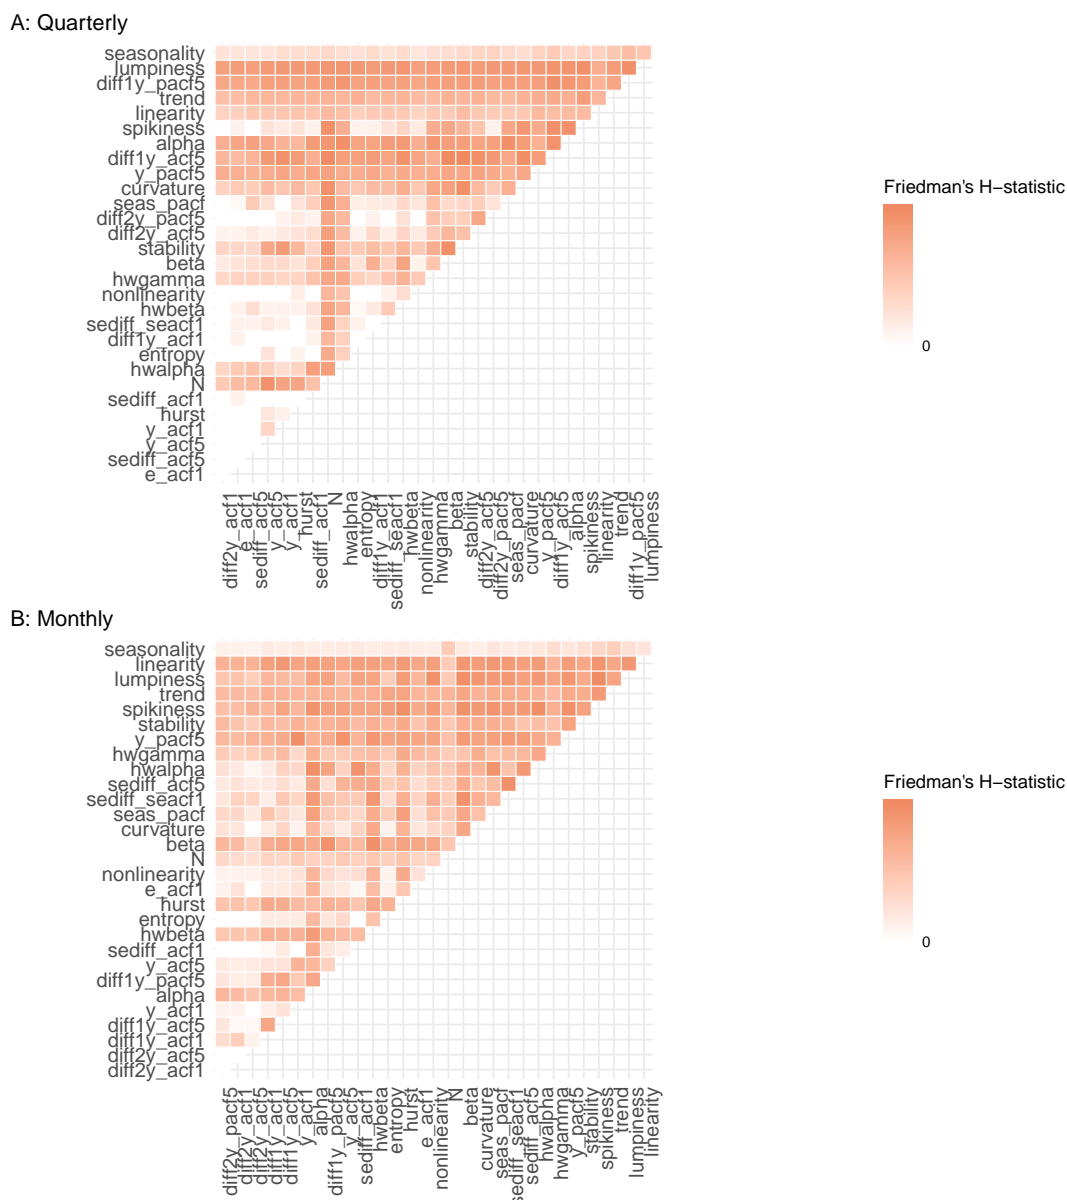 A: Quarterly
seasonality
lumpiness
diff1y_pacf5
trend
linearity
spikiness
alpha
diff1y_acf5
y_pacf5
curvature
seas_pacf
diff2y_pacf5
diff2y_acf5
stability
beta
hwgamma
nonlinearity
hwbeta
sediff_seacf1
diff1y_acf1
entropy
hwalpha
N
sediff_acf1
hurst
y_acf1
y_acf5
sediff_acf5
e_acf1
diff2y_acf1
e_acf1
sediff_acf5
y_acf5
y_acf1
hurst
sediff_acf1
N
hwalpha
entropy
diff1y_acf1
sediff_seacf1
hwbeta
nonlinearity
hwgamma
beta
stability
diff2y_acf5
diff2y_pacf5
seas_pacf
curvature
y_pacf5
diff1y_acf5
alpha
spikiness
linearity
trend
diff1y_pacf5
lumpiness
Friedman's H−statistic
0
B: Monthly
seasonality
linearity
lumpiness
trend
spikiness
stability
y_pacf5
hwgamma
hwalpha
sediff_acf5
sediff_seacf1
seas_pacf
curvature
beta
N
nonlinearity
e_acf1
hurst
entropy
hwbeta
sediff_acf1
y_acf5
diff1y_pacf5
alpha
y_acf1
diff1y_acf5
diff1y_acf1
diff2y_acf5
diff2y_acf1
diff2y_pacf5
diff2y_acf1
diff2y_acf5
diff1y_acf1
diff1y_acf5
y_acf1
alpha
diff1y_pacf5
y_acf5
sediff_acf1
hwbeta
entropy
hurst
e_acf1
nonlinearity
N
beta
curvature
seas_pacf
sediff_seacf1
sediff_acf5
hwalpha
hwgamma
y_pacf5
stability
spikiness
trend
lumpiness
linearity
Friedman's H−statistic
0